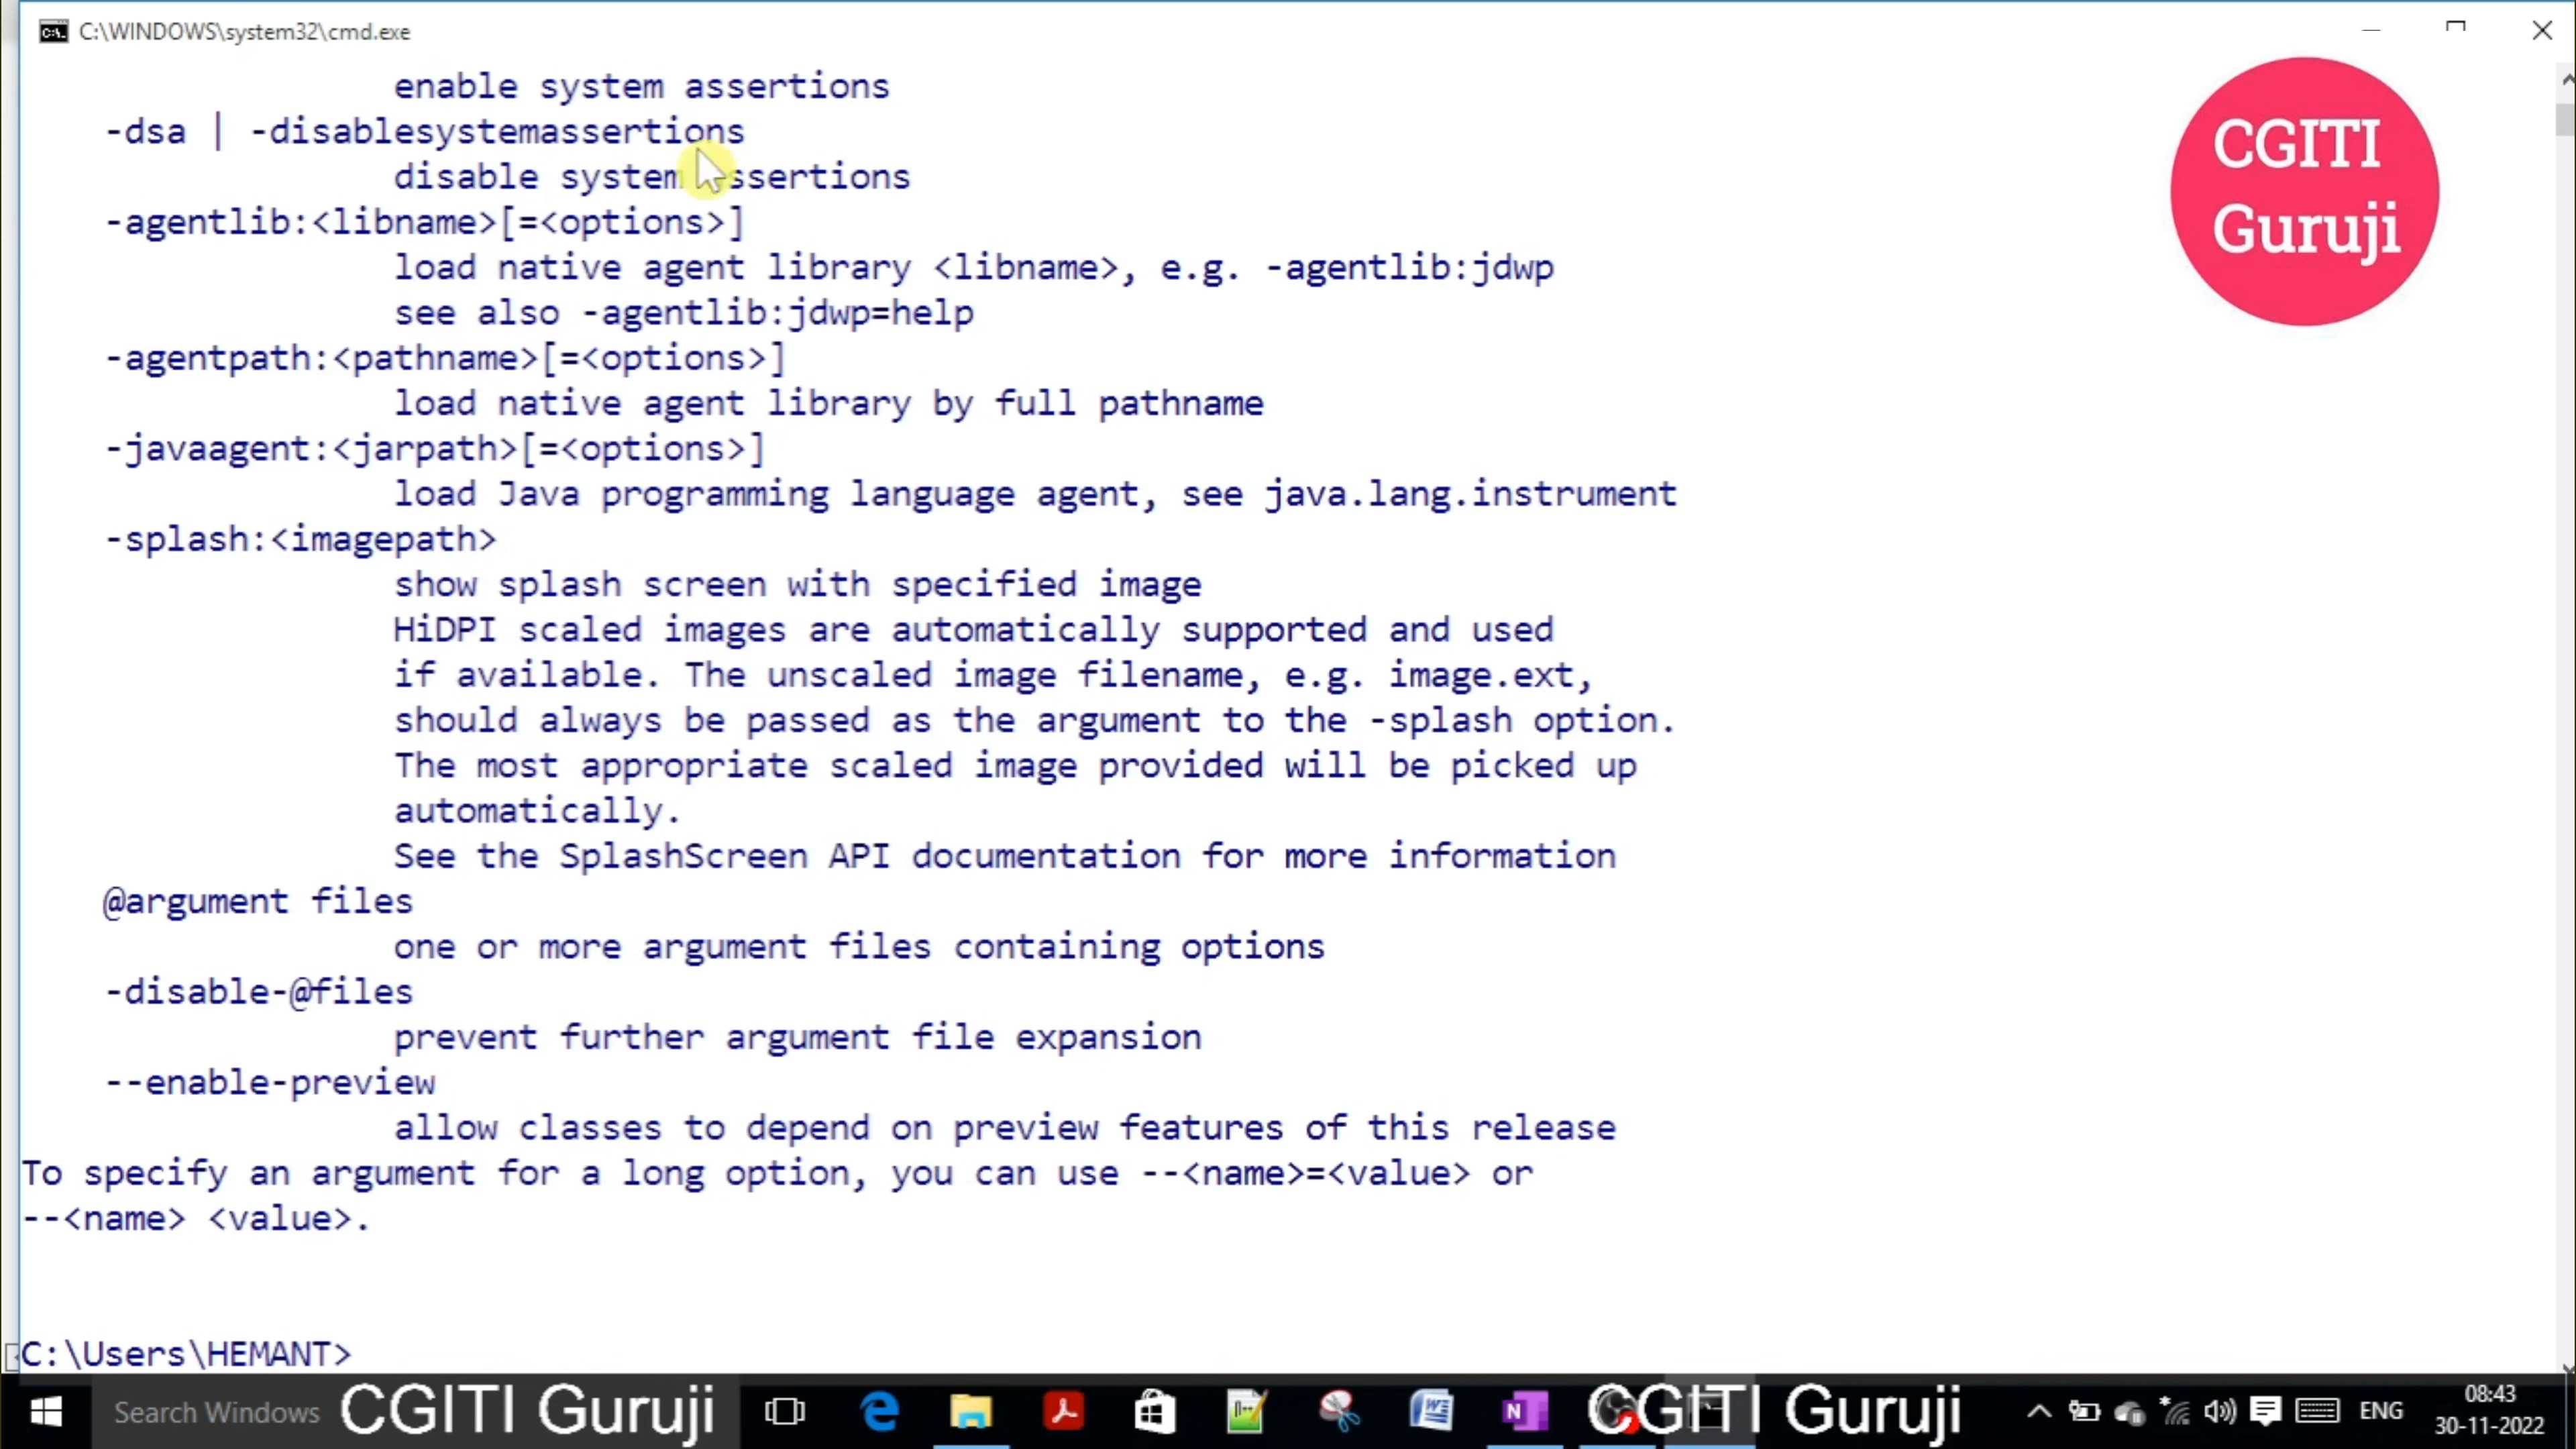 C:\WINDOWS\system32\cmd.exe
enable system assertions
-dsa | -disablesystemassertions
disable system assertions
-agentlib:<libname>[=<options>]
load native agent library <libname>, e.g. -agentlib:jdwp
see also -agentlib:jdwp=help
-agentpath:<pathname>[=<options>]
load native agent library by full pathname
-javaagent:<jarpath>[=<options>]
load Java programming language agent, see java.lang.instrument
-splash:<imagepath>
show splash screen with specified image
HiDPI scaled images are automatically supported and used
if available. The unscaled image filename, e.g. image.ext,
should always be passed as the argument to the -splash option.
The most appropriate scaled image provided will be picked up
automatically.
See the SplashScreen API documentation for more information
@argument files
one or more argument files containing options
-disable-@files
prevent further argument file expansion
--enable-preview
allow classes to depend on preview features of this release
To specify an argument for a long option, you can use --<name>=<value> or
--<name> <value>.
C:\Users\HEMANT>
CGITI
Guruji
Search Windows
CGITI Guruji
CGITI Guruji
ENG
08:43
30-11-2022